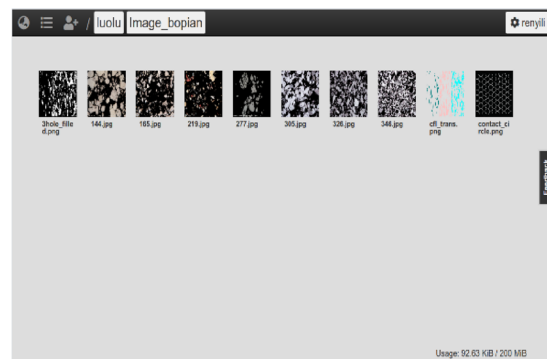 / luolu Image_bopian renyili
3hole_fille
d.png
144.jpg
165.jpg
219.jpg
277.jpg
305.jpg
326.jpg
346.jpg
cfl_trans.
png
contact_ci
rcle.png
Feedback
Usage: 92.63 KiB / 200 MiB